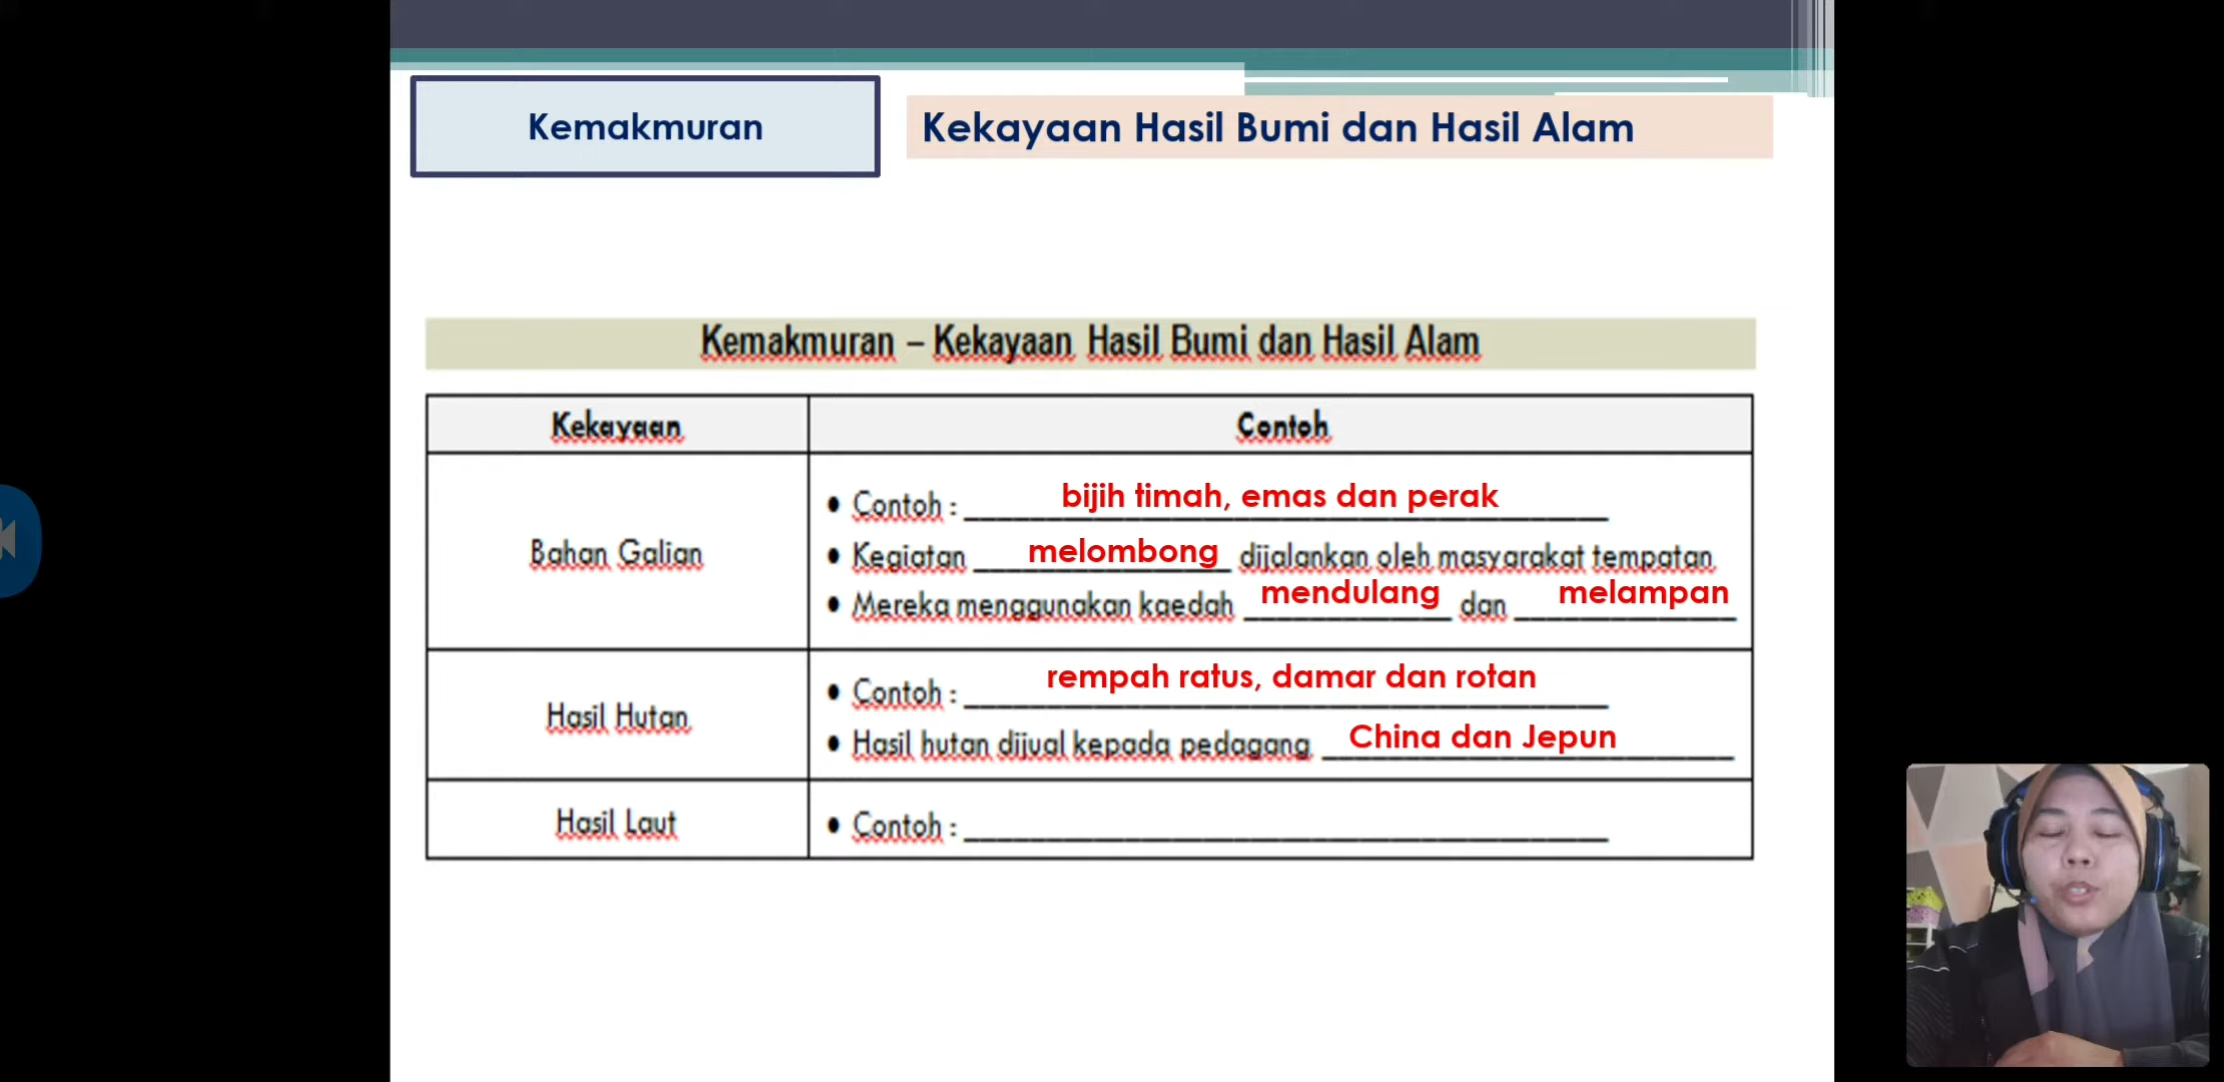 Kemakmuran
Kekayaan Hasil Bumi dan Hasil Alam
Kemakmuran – Kekayaan Hasil Bumi dan Hasil Alam
Kekayaan
Contoh
Bahan Galian
• Contoh : bijih timah, emas dan perak
• Kegiatan melombong dijalankan oleh masyarakat tempatan
• Mereka menggunakan kaedah mendulang dan melampan
Hasil Hutan
• Contoh : rempah ratus, damar dan rotan
• Hasil hutan dijual kepada pedagang China dan Jepun
Hasil Laut
• Contoh : ____________________